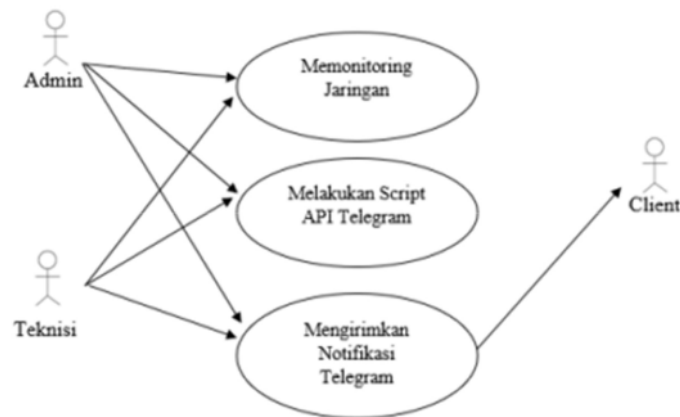 Admin
Memonitoring
Jaringan
Melakukan Script
API Telegram
Client
Teknisi
Mengirimkan
Notifikasi
Telegram